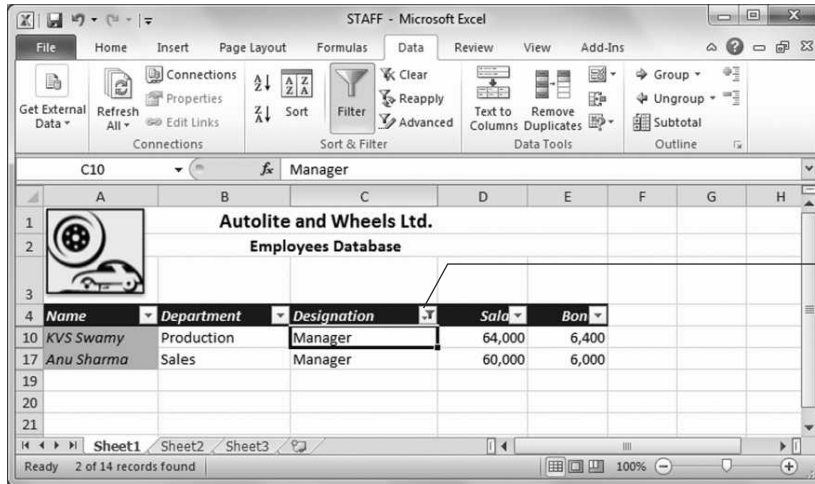 STAFF - Microsoft Excel
File Home Insert Page Layout Formulas Data Review View Add-Ins
Get External Data
Refresh All
Connections
Properties
Edit Links
Connections
A Z
Z A
A Z Z A
Sort
Filter
Clear
Reapply
Advanced
Sort & Filter
Text to Columns
Remove Duplicates
Data Tools
Group
Ungroup
Subtotal
Outline
C10 fx Manager
A B C D E F G H
1 Autolite and Wheels Ltd.
2 Employees Database
3
4 Name Department Designation Sala Bon
10 KVS Swamy Production Manager 64,000 6,400
17 Anu Sharma Sales Manager 60,000 6,000
19
20
21
Sheet1 Sheet2 Sheet3
Ready 2 of 14 records found 100%